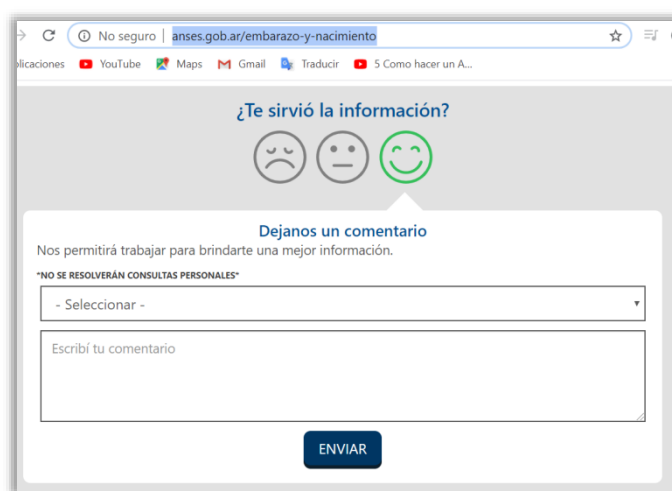 No seguro | anses.gob.ar/embarazo-y-nacimiento
plicaciones YouTube Maps Gmail Traducir 5 Como hacer un A...
¿Te sirvió la información?
Dejanos un comentario
Nos permitirá trabajar para brindarte una mejor información.
*NO SE RESOLVERÁN CONSULTAS PERSONALES*
- Seleccionar -
Escribí tu comentario
ENVIAR